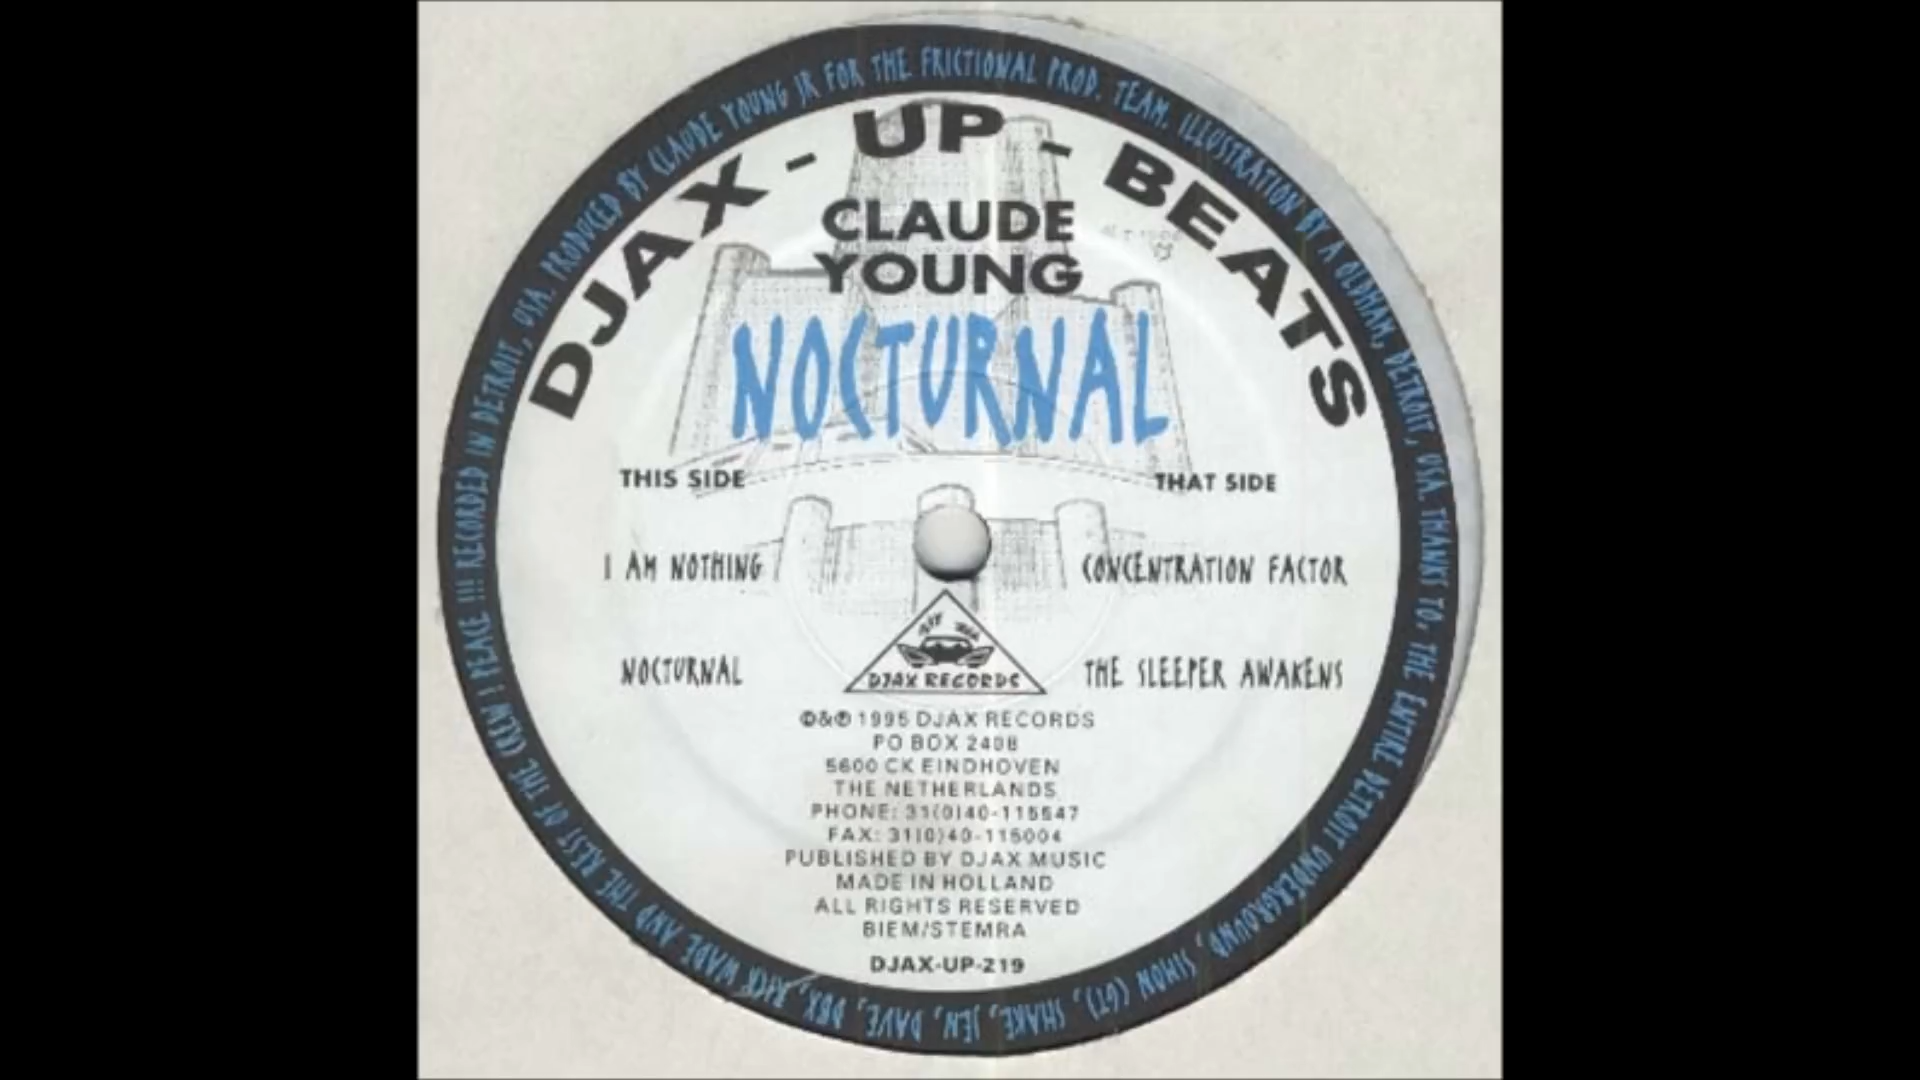 RECORDED IN DETROIT, USA. PRODUCED BY CLAUDE YOUNG JR FOR THE FRICTIONAL PROD. TEAM. ILLUSTRATION BY A OLDHAM, DETROIT, USA. THANKS TO, THE ENTIRE DETROIT UNDERGROUND, SIMON (GT), SHAKE, JEN, DAVE, DBX, RICK WADE AND THE REST OF THE CREW ! PEACE !!!
DJAX - UP - BEATS
CLAUDE
YOUNG
NOCTURNAL
THIS SIDE THAT SIDE
I AM NOTHING CONCENTRATION FACTOR
NOCTURNAL THE SLEEPER AWAKENS
DJAX RECORDS
©&℗ 1995 DJAX RECORDS
PO BOX 2408
5600 CK EINDHOVEN
THE NETHERLANDS
PHONE: 31(0)40-115547
FAX: 31(0)40-115004
PUBLISHED BY DJAX MUSIC
MADE IN HOLLAND
ALL RIGHTS RESERVED
BIEM/STEMRA
DJAX-UP-219